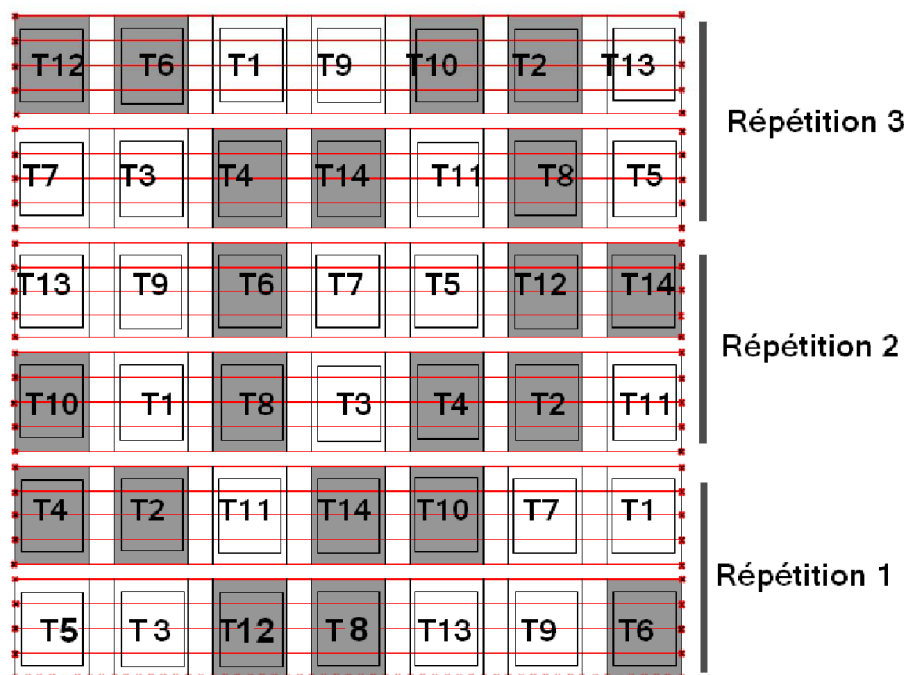 T12 T6 T1 T9 T10 T2 T13
Répétition 3
T7 T3 T4 T14 T11 T8 T5
T13 T9 T6 T7 T5 T12 T14
Répétition 2
T10 T1 T8 T3 T4 T2 T11
T4 T2 T11 T14 T10 T7 T1
Répétition 1
T5 T3 T12 T8 T13 T9 T6